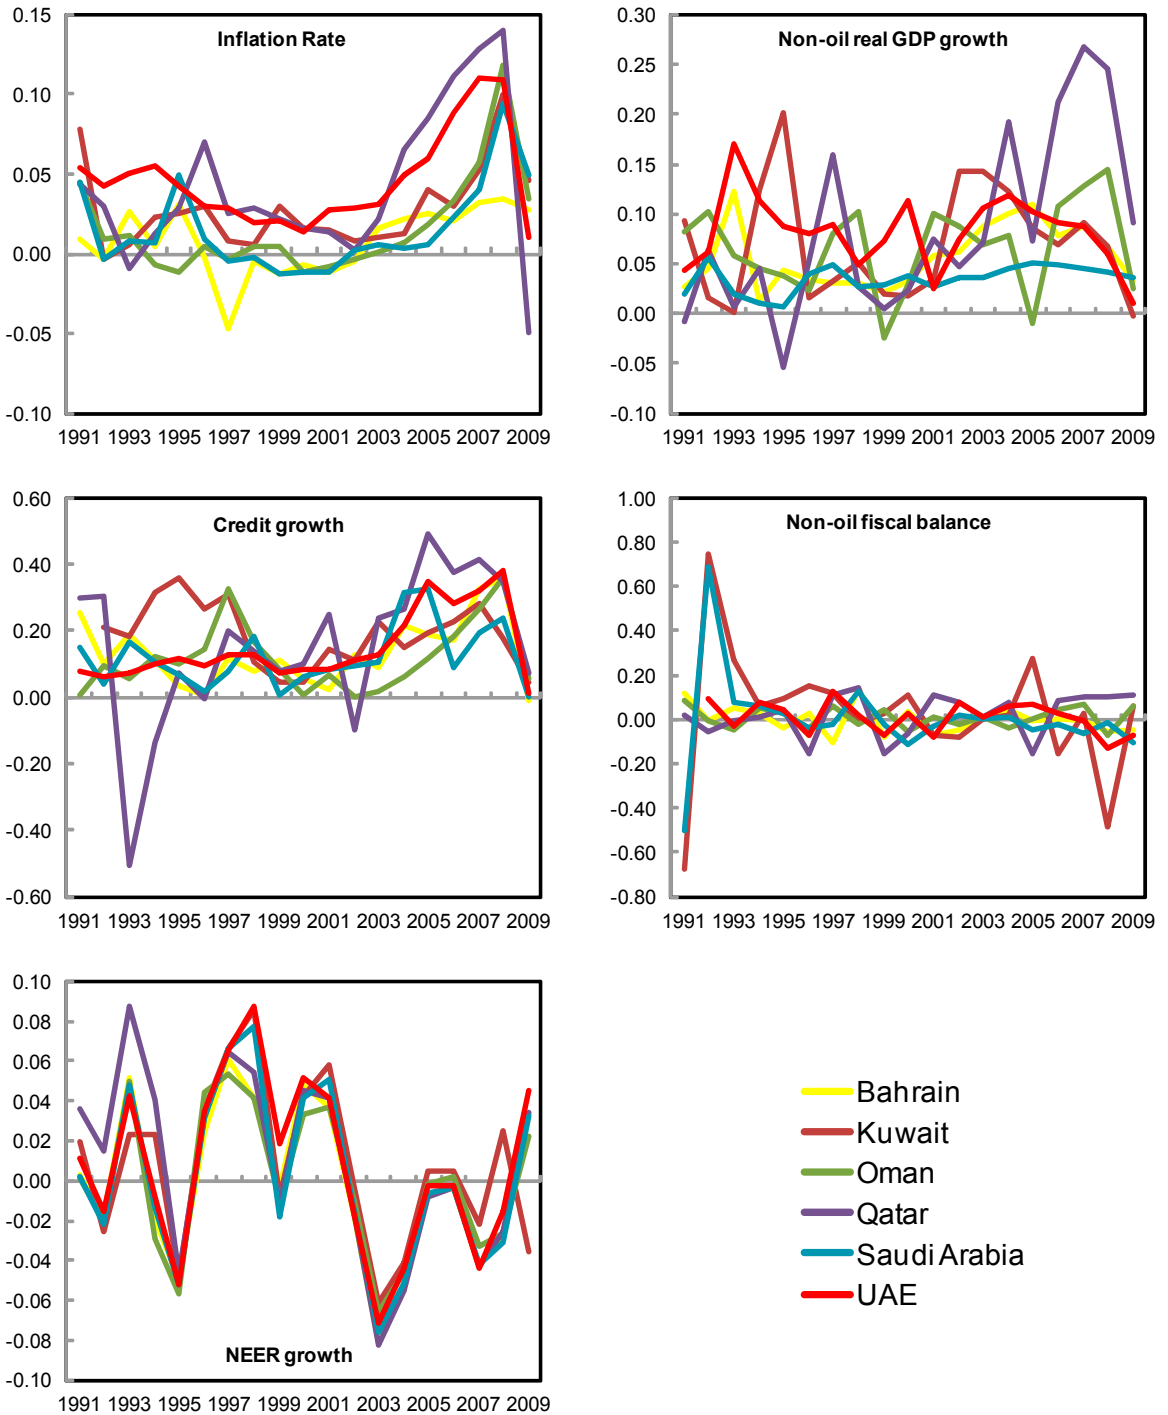 Inflation Rate
0.15
0.10
0.05
0.00
-0.05
-0.10
1991 1993 1995 1997 1999 2001 2003 2005 2007 2009
Non-oil real GDP growth
0.30
0.25
0.20
0.15
0.10
0.05
0.00
-0.05
-0.10
1991 1993 1995 1997 1999 2001 2003 2005 2007 2009
Credit growth
0.60
0.40
0.20
0.00
-0.20
-0.40
-0.60
1991 1993 1995 1997 1999 2001 2003 2005 2007 2009
Non-oil fiscal balance
1.00
0.80
0.60
0.40
0.20
0.00
-0.20
-0.40
-0.60
-0.80
1991 1993 1995 1997 1999 2001 2003 2005 2007 2009
0.10
0.08
0.06
0.04
0.02
0.00
-0.02
-0.04
-0.06
-0.08
-0.10
NEER growth
1991 1993 1995 1997 1999 2001 2003 2005 2007 2009
Bahrain
Kuwait
Oman
Qatar
Saudi Arabia
UAE